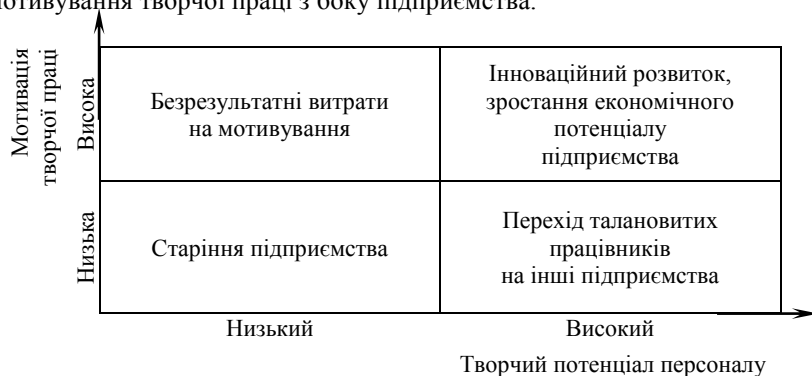 мотивування творчої праці з боку підприємства.
Мотивація
творчої праці
Висока
Безрезультатні витрати
на мотивування
Інноваційний розвиток,
зростання економічного
потенціалу
підприємства
Низька
Старіння підприємства
Перехід талановитих
працівників
на інші підприємства
Низький
Високий
Творчий потенціал персоналу